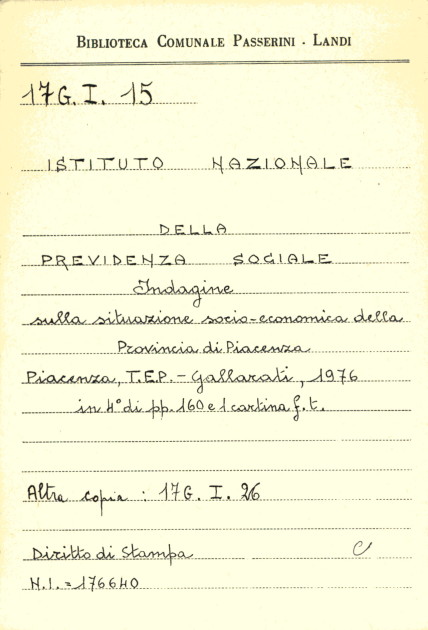 BIBLIOTECA COMUNALE PASSERINI - LANDI
17G. I. 15
ISTITUTO NAZIONALE
DELLA
PREVIDENZA SOCIALE
Indagine
sulla situazione socio-economica della
Provincia di Piacenza
Piacenza, T.E.P. - Gallarati, 1976
in 4° di pp. 160 e 1 cartina f. t.
Altra copia : 17G. I. 26
Diritto di Stampa C
N.I. = 176640